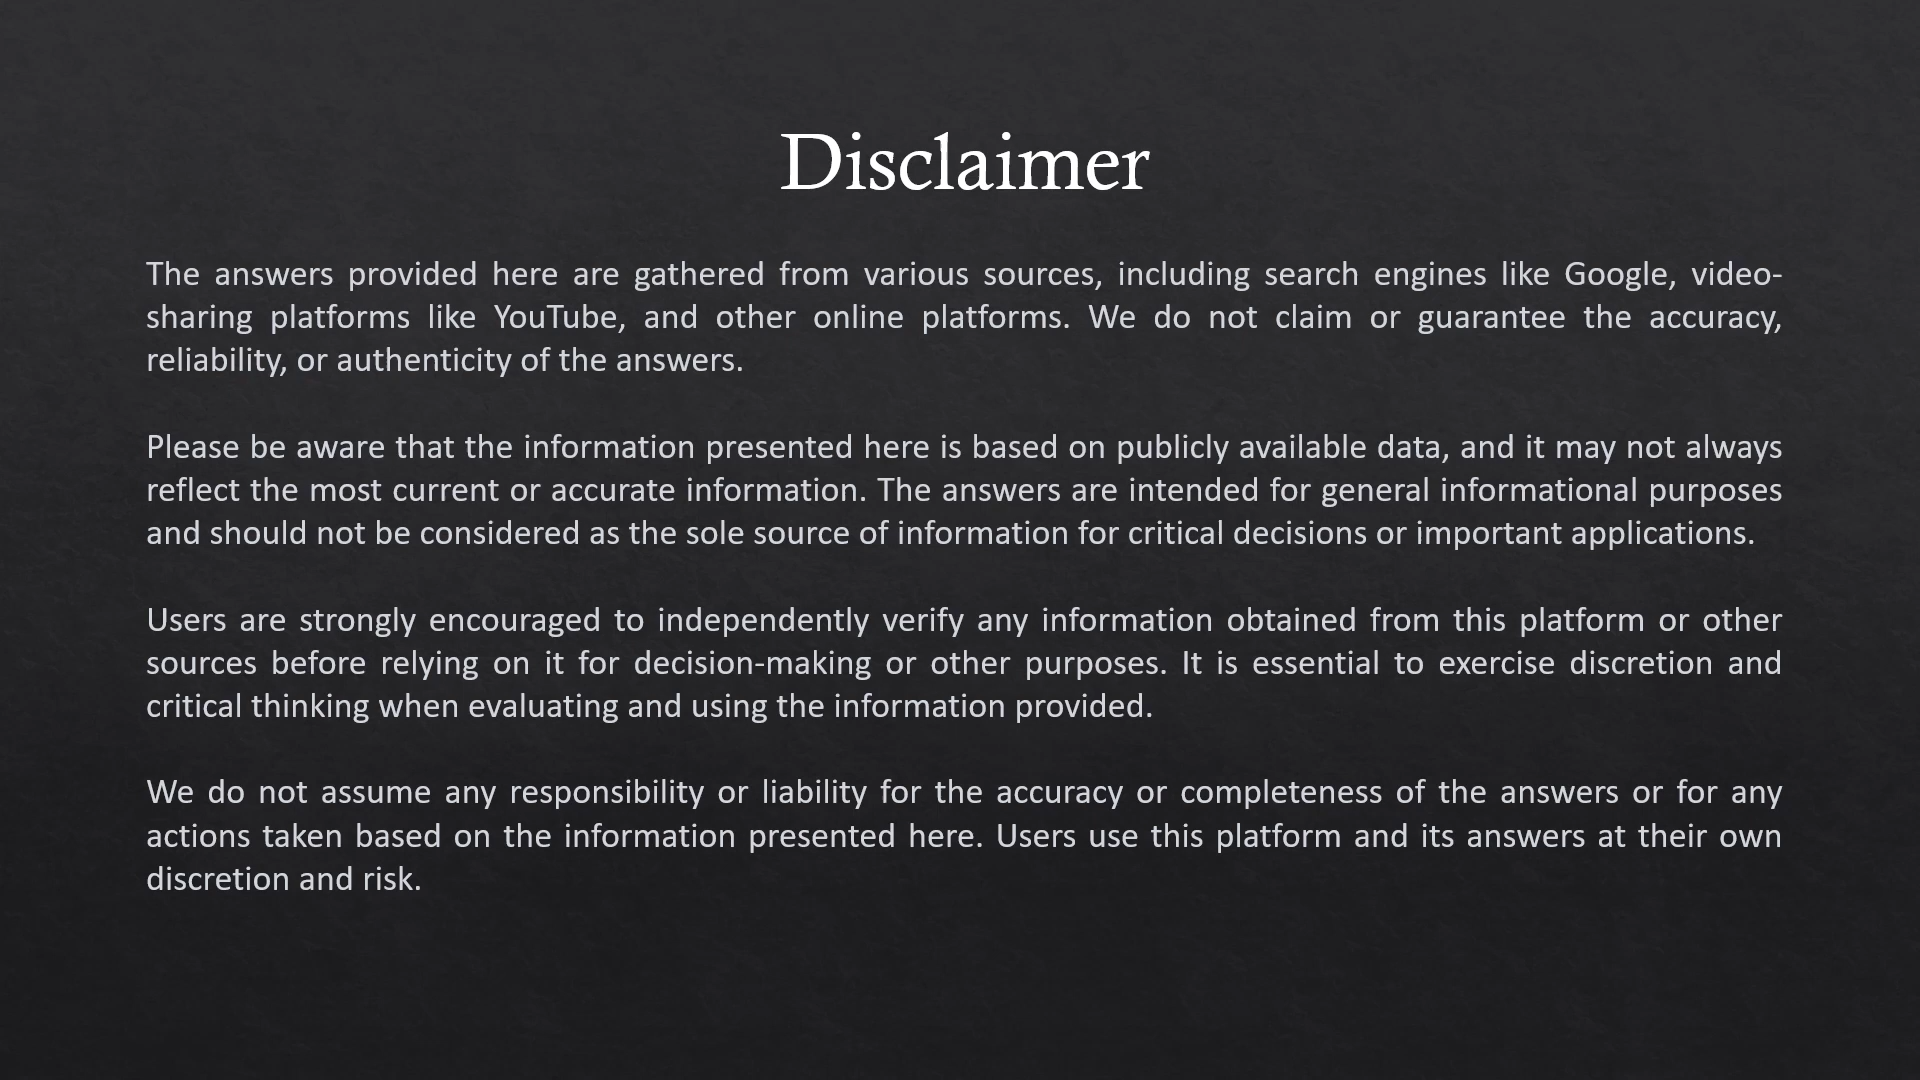 Disclaimer
The answers provided here are gathered from various sources, including search engines like Google, video-
sharing platforms like YouTube, and other online platforms. We do not claim or guarantee the accuracy,
reliability, or authenticity of the answers.
Please be aware that the information presented here is based on publicly available data, and it may not always
reflect the most current or accurate information. The answers are intended for general informational purposes
and should not be considered as the sole source of information for critical decisions or important applications.
Users are strongly encouraged to independently verify any information obtained from this platform or other
sources before relying on it for decision-making or other purposes. It is essential to exercise discretion and
critical thinking when evaluating and using the information provided.
We do not assume any responsibility or liability for the accuracy or completeness of the answers or for any
actions taken based on the information presented here. Users use this platform and its answers at their own
discretion and risk.